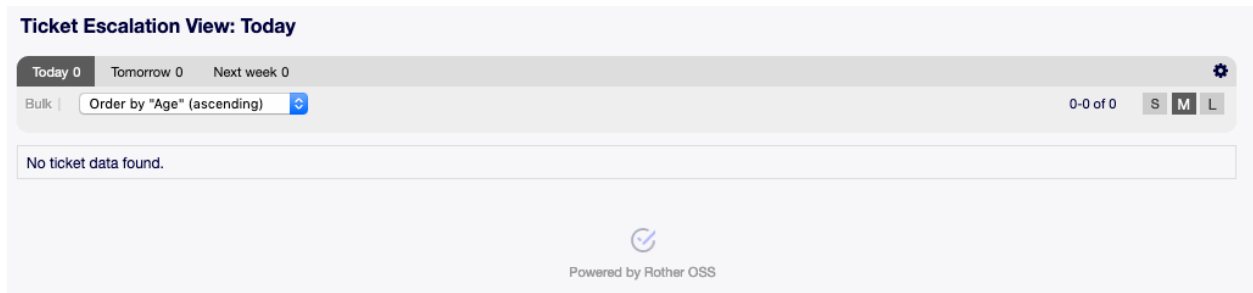 Ticket Escalation View: Today
Today 0 Tomorrow 0 Next week 0
Bulk | Order by "Age" (ascending) 0-0 of 0 S M L
No ticket data found.
Powered by Rother OSS